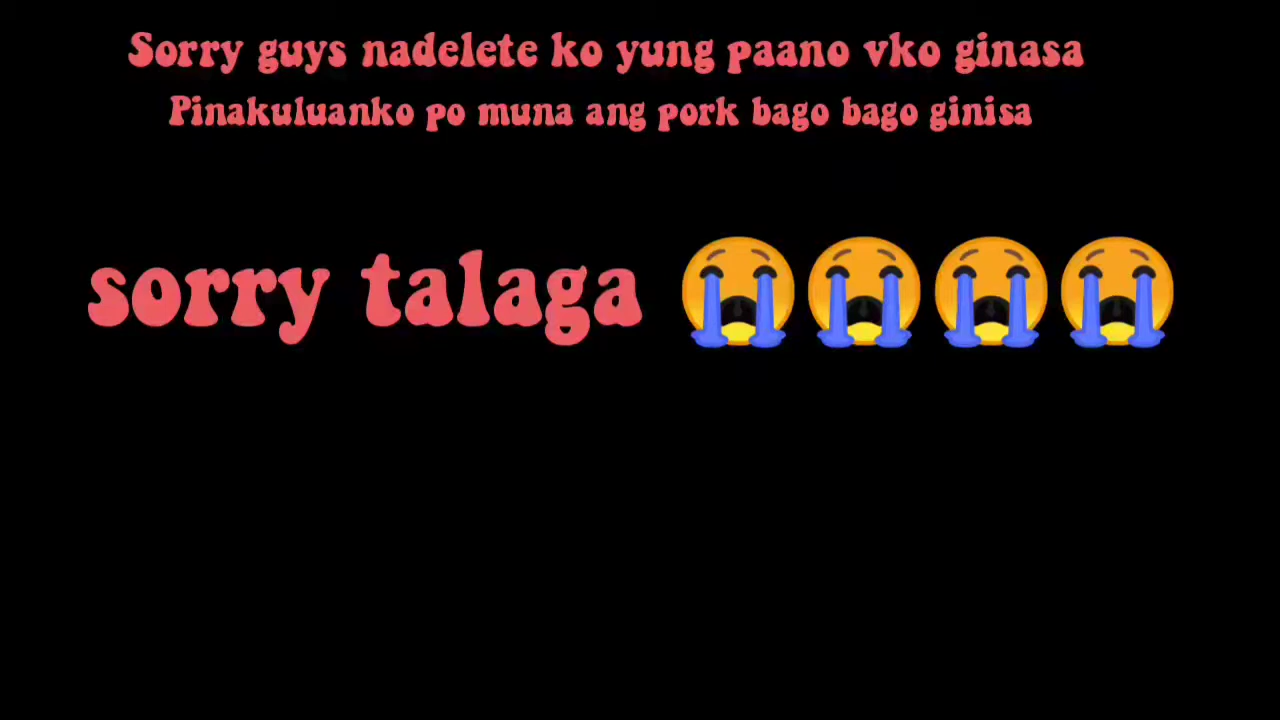 Sorry guys nadelete ko yung paano vko ginasa
Pinakuluanko po muna ang pork bago bago ginisa
sorry talaga 😭😭😭😭